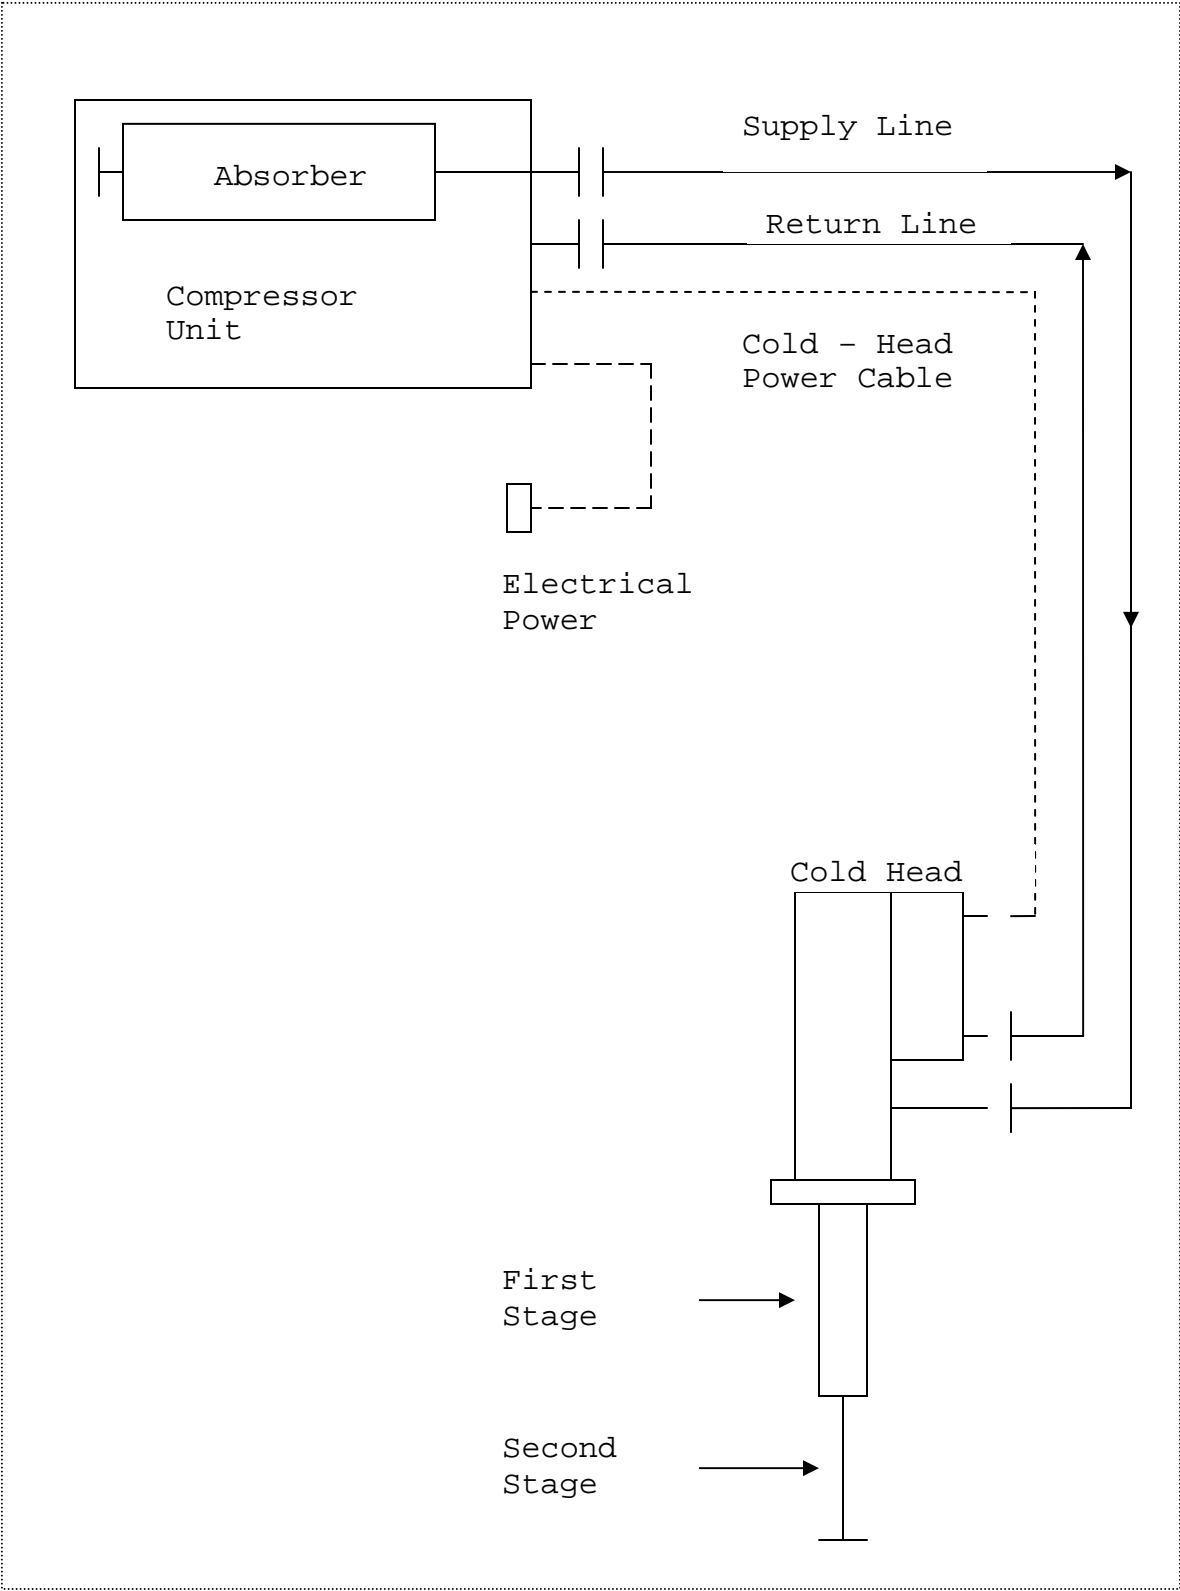 Supply Line
Absorber
Return Line
Compressor
Unit
Cold – Head
Power Cable
Electrical
Power
Cold Head
First
Stage
Second
Stage